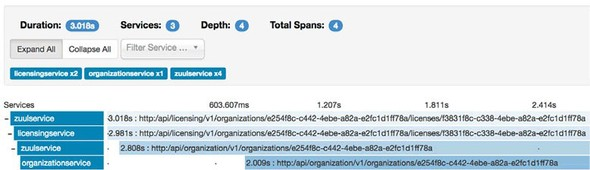 Duration: 3.018s Services: 3 Depth: 4 Total Spans: 4
Expand All Collapse All Filter Service ...
licensingservice x2 organizationservice x1 zuulservice x4
Services 603.607ms 1.207s 1.811s 2.414s
- zuulservice 3.018s : http:/api/licensing/v1/organizations/e254f8c-c442-4ebe-a82a-e2fc1d1ff78a/licenses/f3831f8c-c338-4ebe-a82a-e2fc1d1ff78a
- licensingservice 2.981s : http:/api/licensing/v1/organizations/e254f8c-c442-4ebe-a82a-e2fc1d1ff78a/licenses/f3831f8c-c338-4ebe-a82a-e2fc1d1ff78a
- zuulservice 2.808s : http:/api/organization/v1/organizations/e254f8c-c442-4ebe-a82a-e2fc1d1ff78a
organizationservice 2.009s : http:/api/organization/v1/organizations/e254f8c-c442-4ebe-a82a-e2fc1d1ff78a